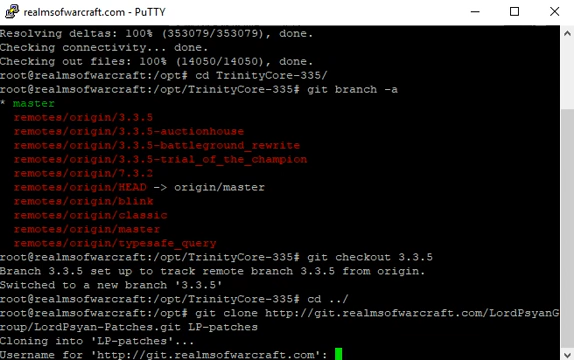 realmsofwarcraft.com - PuTTY
Resolving deltas: 100% (353079/353079), done.
Checking connectivity... done.
Checking out files: 100% (14050/14050), done.
root@realmsofwarcraft:/opt# cd TrinityCore-335/
root@realmsofwarcraft:/opt/TrinityCore-335# git branch -a
* master
remotes/origin/3.3.5
remotes/origin/3.3.5-auctionhouse
remotes/origin/3.3.5-battleground_rewrite
remotes/origin/3.3.5-trial_of_the_champion
remotes/origin/7.3.2
remotes/origin/HEAD -> origin/master
remotes/origin/blink
remotes/origin/classic
remotes/origin/master
remotes/origin/typesafe_query
root@realmsofwarcraft:/opt/TrinityCore-335# git checkout 3.3.5
Branch 3.3.5 set up to track remote branch 3.3.5 from origin.
Switched to a new branch '3.3.5'
root@realmsofwarcraft:/opt/TrinityCore-335# cd ../
root@realmsofwarcraft:/opt# git clone http://git.realmsofwarcraft.com/LordPsyanG
roup/LordPsyan-Patches.git LP-patches
Cloning into 'LP-patches'...
Username for 'http://git.realmsofwarcraft.com':